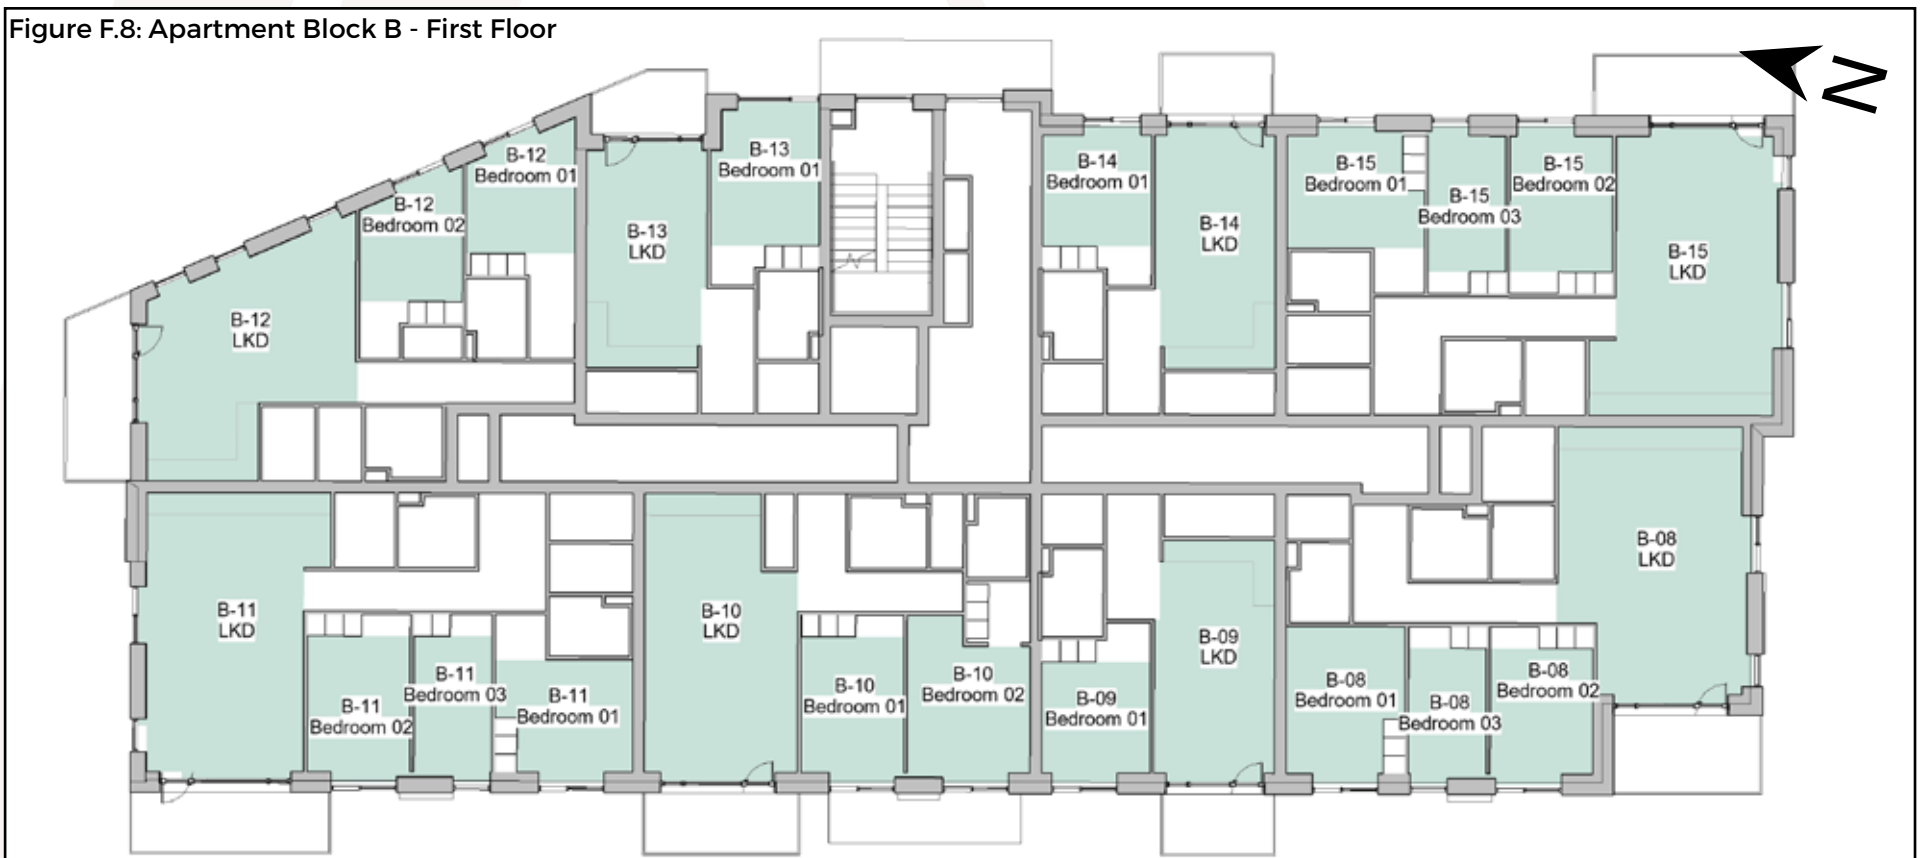 Figure F.8: Apartment Block B - First Floor
N
B-12
Bedroom 01
B-12
Bedroom 02
B-12
LKD
B-13
LKD
B-13
Bedroom 01
B-14
Bedroom 01
B-14
LKD
B-15
Bedroom 01
B-15
Bedroom 03
B-15
Bedroom 02
B-15
LKD
B-11
LKD
B-11
Bedroom 02
B-11
Bedroom 03
B-11
Bedroom 01
B-10
LKD
B-10
Bedroom 01
B-10
Bedroom 02
B-09
Bedroom 01
B-09
LKD
B-08
Bedroom 01
B-08
Bedroom 03
B-08
Bedroom 02
B-08
LKD